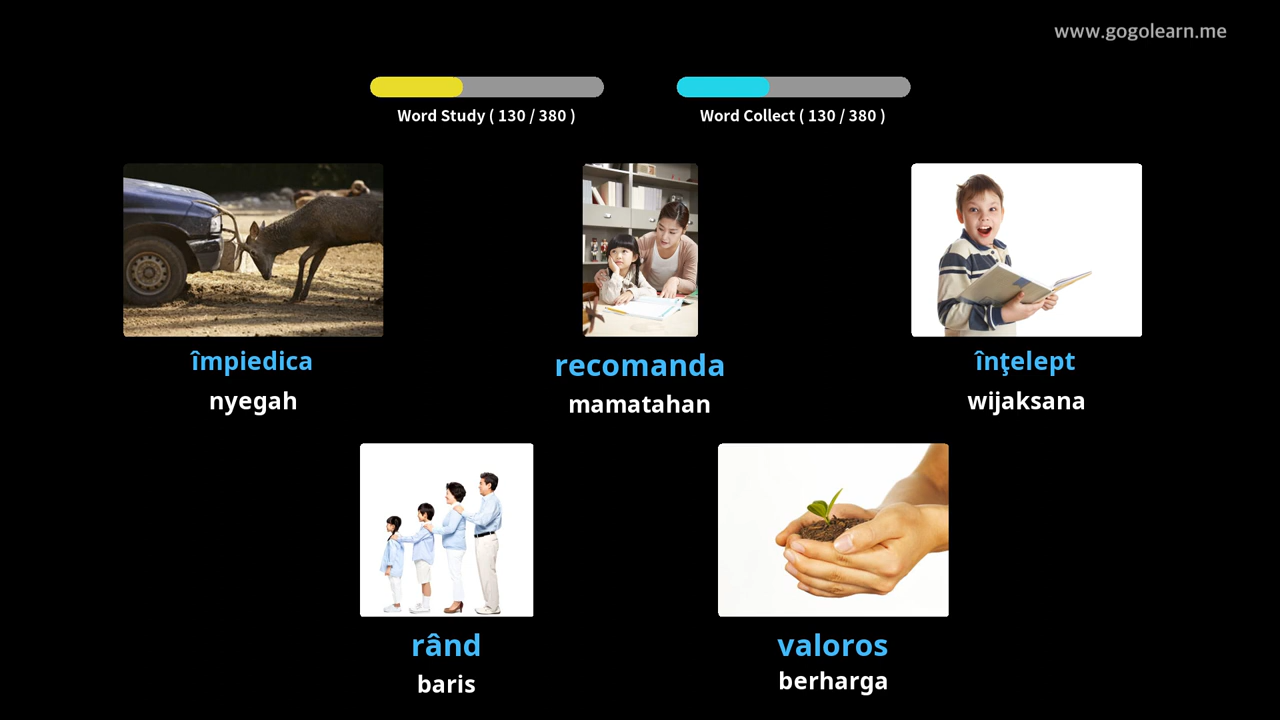 www.gogolearn.me
Word Study ( 130 / 380 )
Word Collect ( 130 / 380 )
împiedica
nyegah
recomanda
mamatahan
înţelept
wijaksana
rând
baris
valoros
berharga